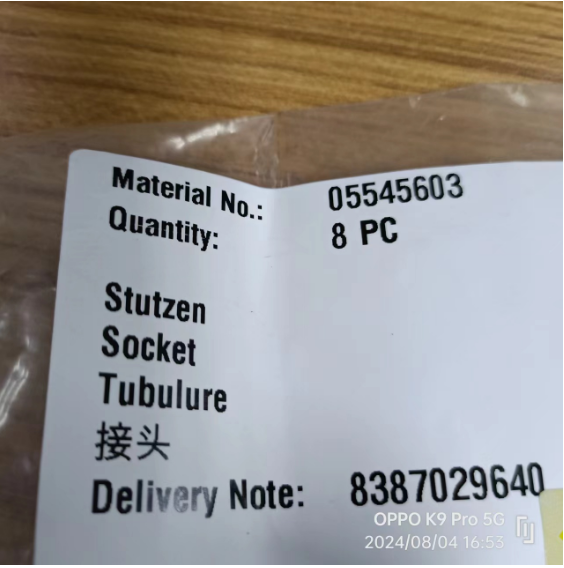 Material No.: 05545603
Quantity: 8 PC
Stutzen
Socket
Tubulure
接头
Delivery Note: 8387029640
OPPO K9 Pro 5G
2024/08/04 16:53